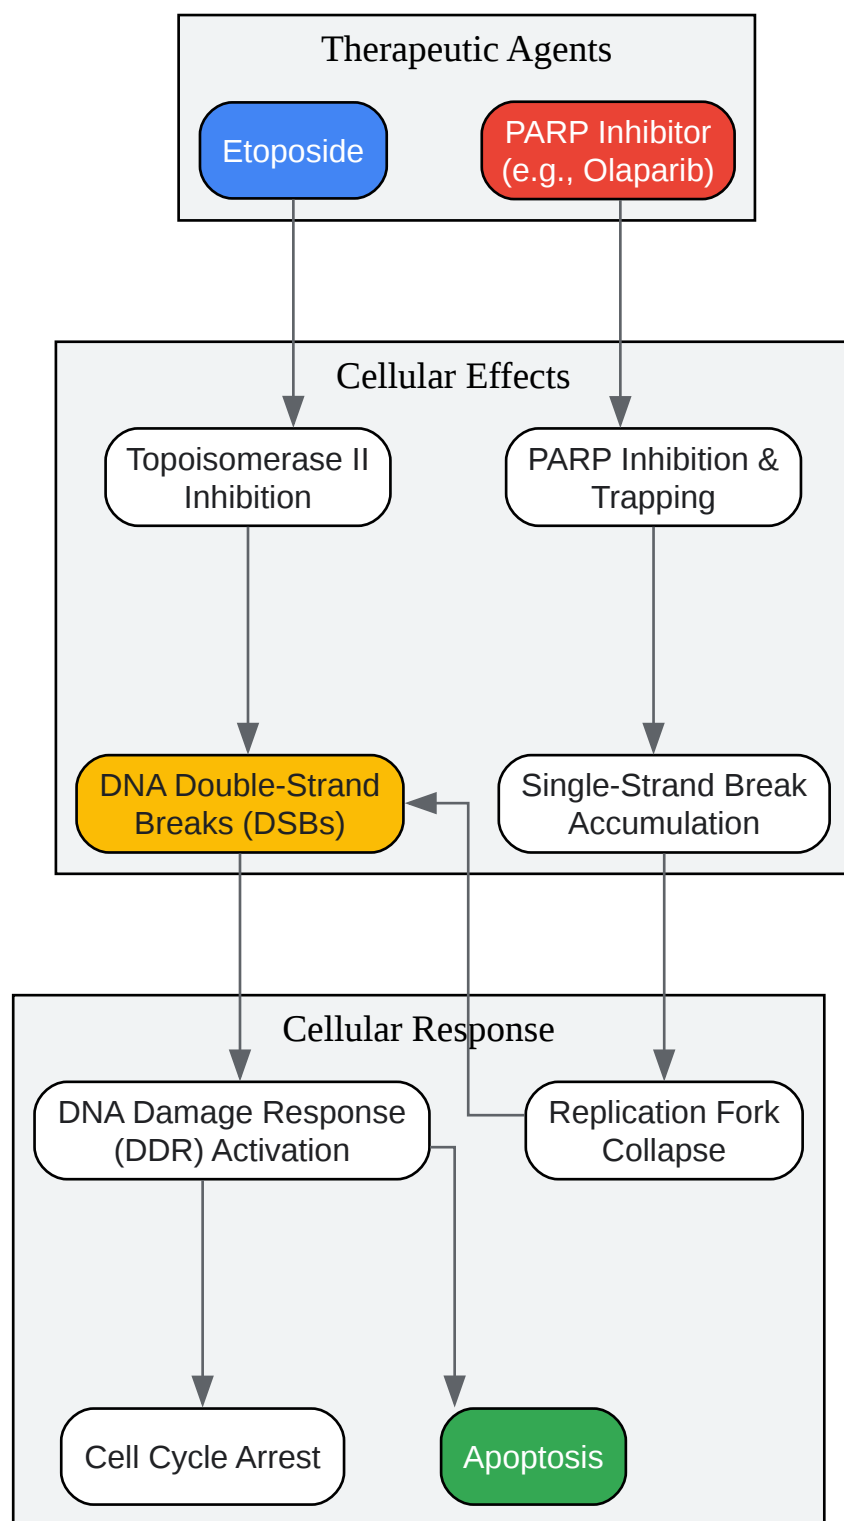 Therapeutic Agents
Etoposide
PARP Inhibitor
(e.g., Olaparib)
Cellular Effects
Topoisomerase II
Inhibition
PARP Inhibition &
Trapping
DNA Double-Strand
Breaks (DSBs)
Single-Strand Break
Accumulation
Cellular Response
DNA Damage Response
(DDR) Activation
Replication Fork
Collapse
Cell Cycle Arrest
Apoptosis